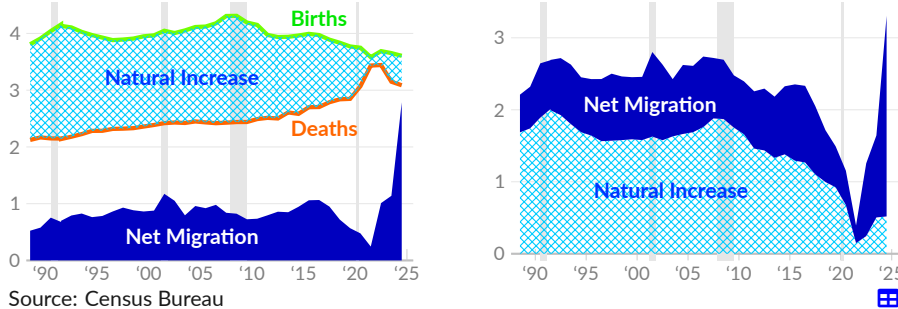 Births
4
Natural Increase
3
Deaths
2
1
Net Migration
0
‘90 ‘95 ‘00 ‘05 ‘10 ‘15 ‘20 ‘25
Source: Census Bureau
3
Net Migration
2
Natural Increase
1
0
‘90 ‘95 ‘00 ‘05 ‘10 ‘15 ‘20 ‘25